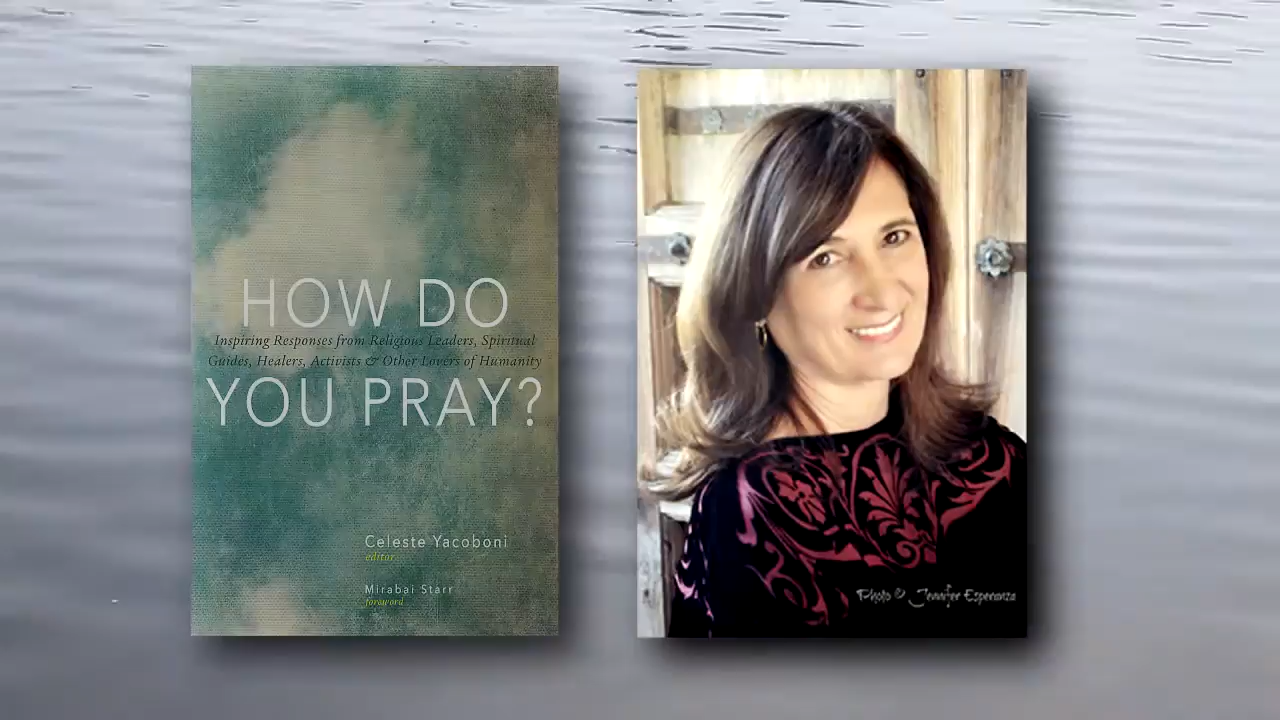 HOW DO
Inspiring Responses from Religious Leaders, Spiritual
Guides, Healers, Activists & Other Lovers of Humanity
YOU PRAY?
Celeste Yacoboni
editor
Mirabai Starr
foreword
Photo © Jennifer Esperanza